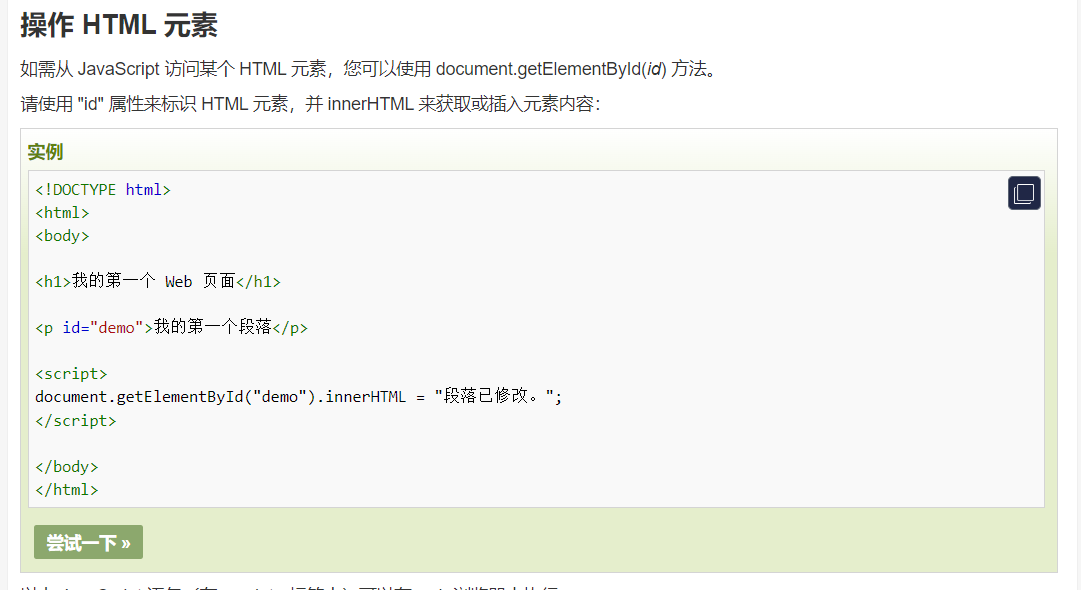 操作 HTML 元素
如需从 JavaScript 访问某个 HTML 元素，您可以使用 document.getElementById(id) 方法。
请使用 "id" 属性来标识 HTML 元素，并 innerHTML 来获取或插入元素内容：
实例
<!DOCTYPE html>
<html>
<body>
<h1>我的第一个 Web 页面</h1>
<p id="demo">我的第一个段落</p>
<script>
document.getElementById("demo").innerHTML = "段落已修改。";
</script>
</body>
</html>
尝试一下 »